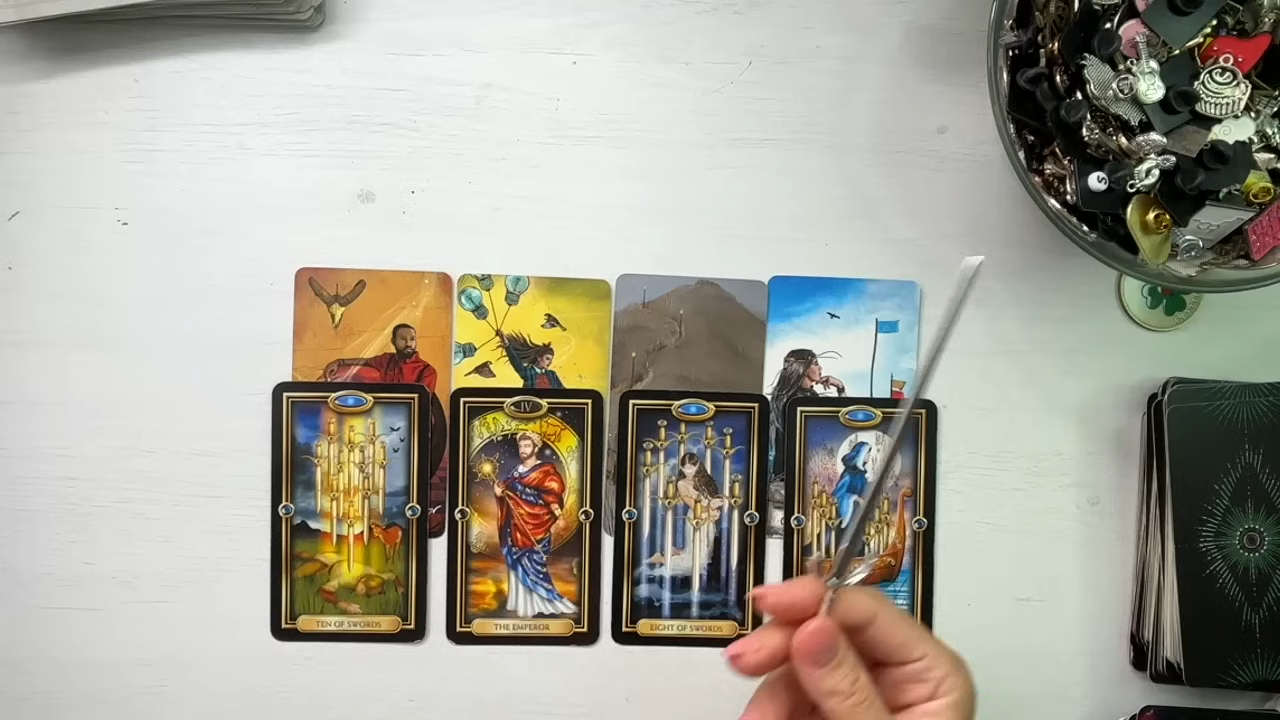 S
IV
TEN OF SWORDS
THE EMPEROR
EIGHT OF SWORDS